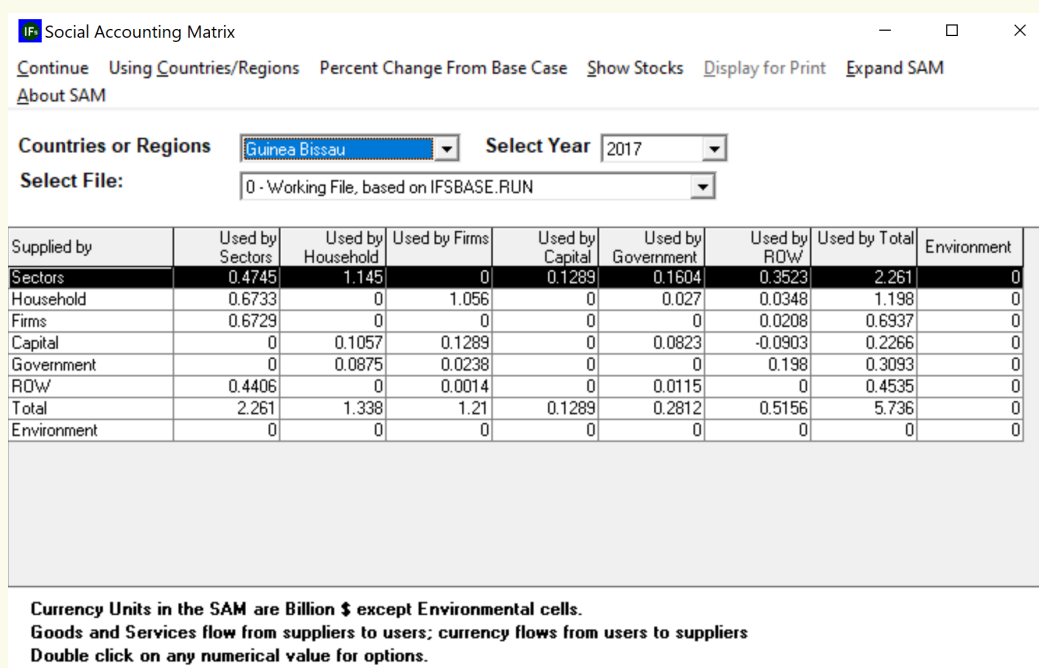 IFs Social Accounting Matrix
Continue Using Countries/Regions Percent Change From Base Case Show Stocks Display for Print Expand SAM
About SAM
Countries or Regions Guinea Bissau Select Year 2017
Select File: 0 - Working File, based on IFSBASE.RUN
Supplied by Used by Sectors Used by Household Used by Firms Used by Capital Used by Government Used by ROW Used by Total Environment
Sectors 0.4745 1.145 0 0.1289 0.1604 0.3523 2.261 0
Household 0.6733 0 1.056 0 0.027 0.0348 1.198 0
Firms 0.6729 0 0 0 0 0.0208 0.6937 0
Capital 0 0.1057 0.1289 0 0.0823 -0.0903 0.2266 0
Government 0 0.0875 0.0238 0 0 0.198 0.3093 0
ROW 0.4406 0 0.0014 0 0.0115 0 0.4535 0
Total 2.261 1.338 1.21 0.1289 0.2812 0.5156 5.736 0
Environment 0 0 0 0 0 0 0 0
Currency Units in the SAM are Billion $ except Environmental cells.
Goods and Services flow from suppliers to users; currency flows from users to suppliers
Double click on any numerical value for options.